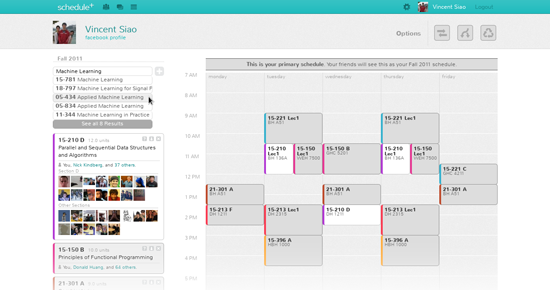 schedule+
Vincent Siao
Logout
Vincent Siao
facebook profile
Options
Fall 2011
Machine Learning
15-781 Machine Learning
18-797 Machine Learning for Signal P
05-434 Applied Machine Learning
05-834 Applied Machine Learning
11-344 Machine Learning in Practice
See all 8 Results
15-210 D 12.0 units
Parallel and Sequential Data Structures
and Algorithms
You, Nick Kindberg, and 37 others.
Section D
Other Sections
15-150 B 10.0 units
Principles of Functional Programming
You, Donald Huang, and 64 others.
21-301 A
This is your primary schedule. Your friends will see this as your Fall 2011 schedule.
monday
tuesday
wednesday
thursday
friday
7 AM
8 AM
9 AM
10 AM
11 AM
12 PM
1 PM
2 PM
3 PM
4 PM
5 PM
15-221 Lec1
BH A51
15-221 Lec1
BH A51
15-210
Lec1
BH 136A
15-150
Lec1
WEH 7500
15-150 B
GHC 5201
15-210
Lec1
BH 136A
15-150
Lec1
WEH 7500
15-221 C
GHC 4211
21-301 A
BH A51
21-301 A
BH A51
21-301 A
BH A51
15-213 F
DH 1211
15-213 Lec1
DH 2315
15-210 D
DH 1211
15-213 Lec1
DH 2315
15-396 A
HBH 1000
15-396 A
HBH 1000